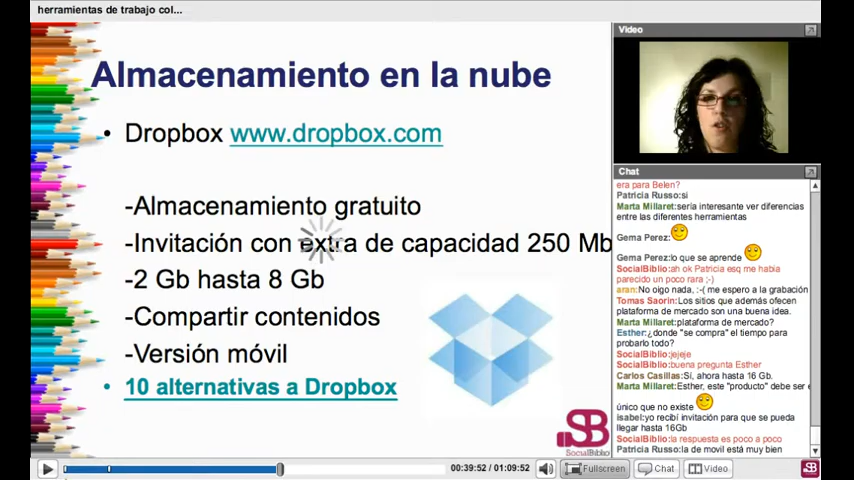 herramientas de trabajo col...
Almacenamiento en la nube
• Dropbox www.dropbox.com
-Almacenamiento gratuito
-Invitación con extra de capacidad 250 Mb
-2 Gb hasta 8 Gb
-Compartir contenidos
-Versión móvil
• 10 alternativas a Dropbox
SB
SocialBiblio
Video
Chat
era para Belen?
Patricia Russo:si
Marta Millaret:sería interesante ver diferencias
entre las diferentes herramientas
Gema Perez:
Gema Perez:lo que se aprende
SocialBiblio:ah ok Patricia esq me habia
parecido un poco rara ;-)
aran:No oigo nada, :-( me espero a la grabación
Tomas Saorin:Los sitios que además ofecen
plataforma de mercado son una buena idea.
Marta Millaret:plataforma de mercado?
Esther:¿donde "se compra" el tiempo para
probarlo todo?
SocialBiblio:jejeje
SocialBiblio:buena pregunta Esther
Carlos Casillas:Sí, ahora hasta 16 Gb.
Marta Millaret:Esther, este "producto" debe ser e
único que no existe
isabel:yo recibí invitación para que se pueda
llegar hasta 16Gb
SocialBiblio:la respuesta es poco a poco
Patricia Russo:la de movil está muy bien
00:39:52 / 01:09:52
Fullscreen
Chat
Video
SB